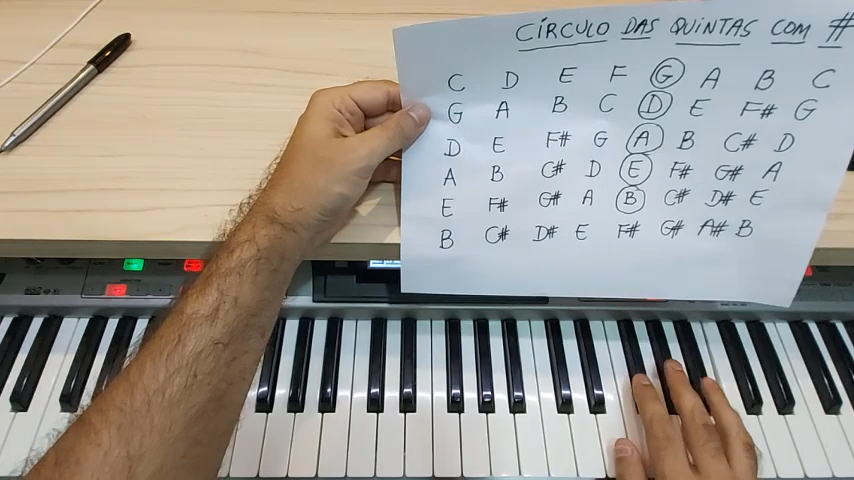 CÍRCULO DAS QUINTAS COM #
C D E F G A B C
G A B C D E F# G
D E F# G A B C# D
A B C# D E F# G# A
E F# G# A B C# D# E
B C# D# E F# G# A# B